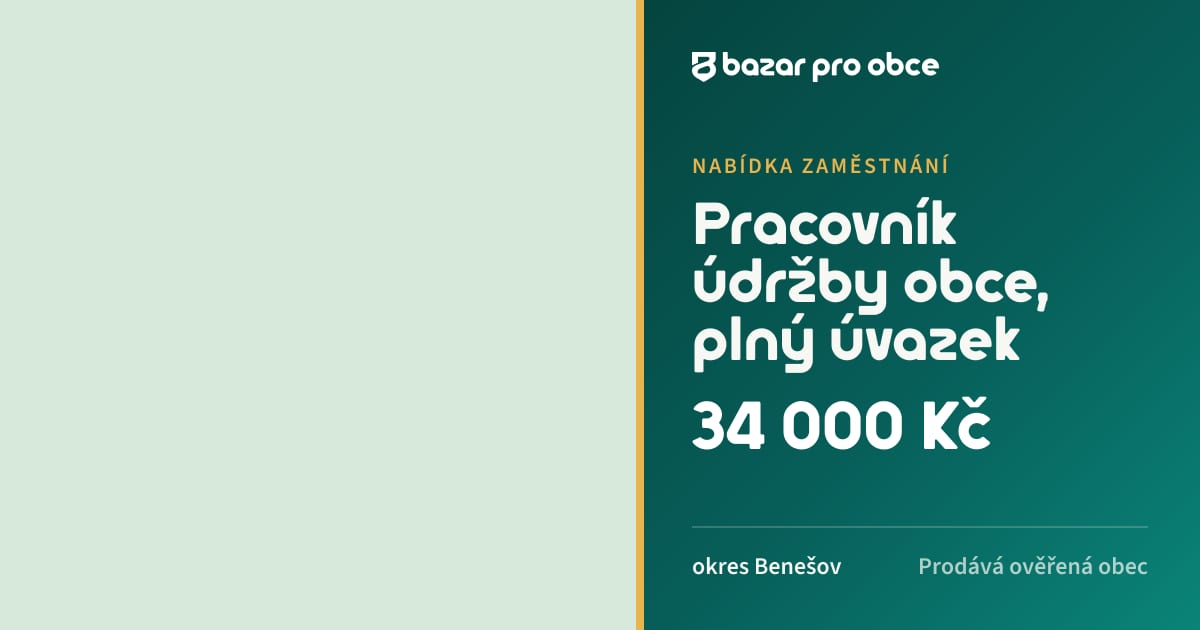 bazar pro obce
NABÍDKA ZAMĚSTNÁNÍ
Pracovník
údržby obce,
plný úvazek
34 000 Kč
okres Benešov
Prodává ověřená obec